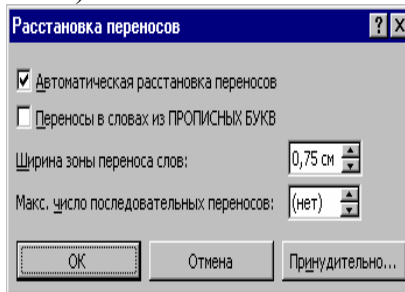 )
Расстановка переносов
Автоматическая расстановка переносов
Переносы в словах из ПРОПИСНЫХ БУКВ
Ширина зоны переноса слов: 0,75 см
Макс. число последовательных переносов: (нет)
ОК Отмена Принудительно...